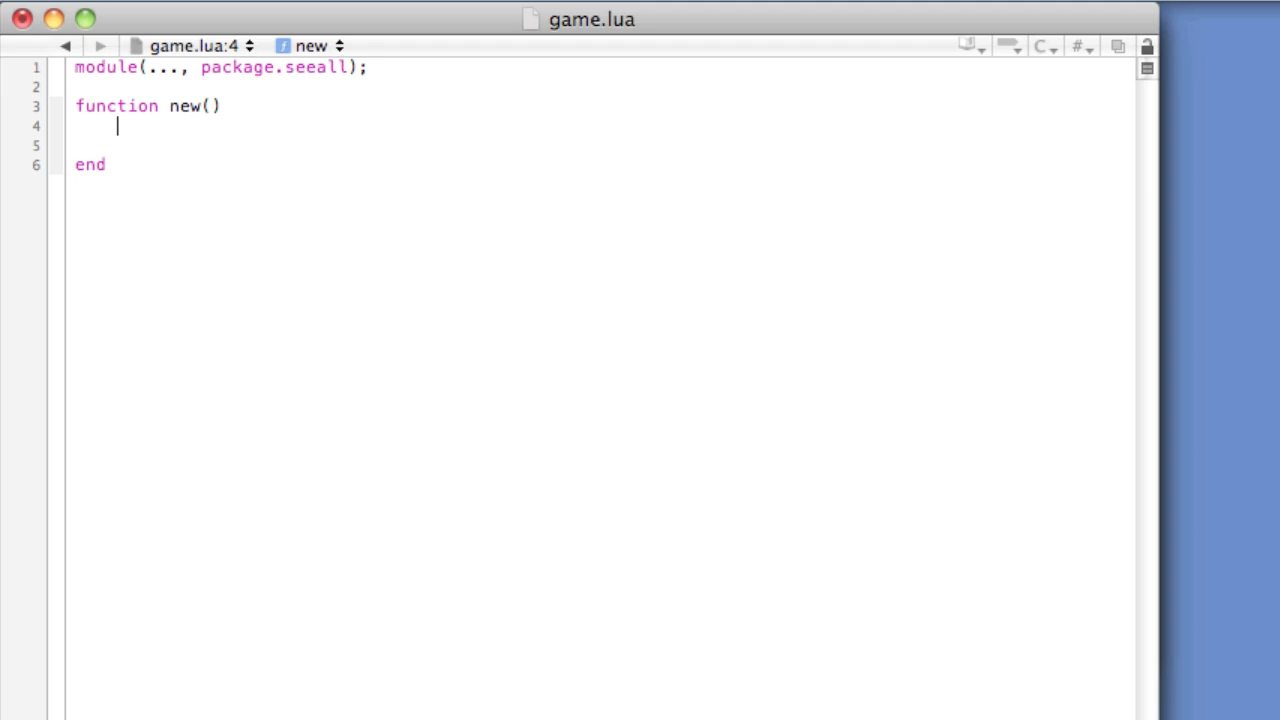 game.lua
game.lua:4 f new C #
1 module(..., package.seeall);
2
3 function new()
4
5
6 end